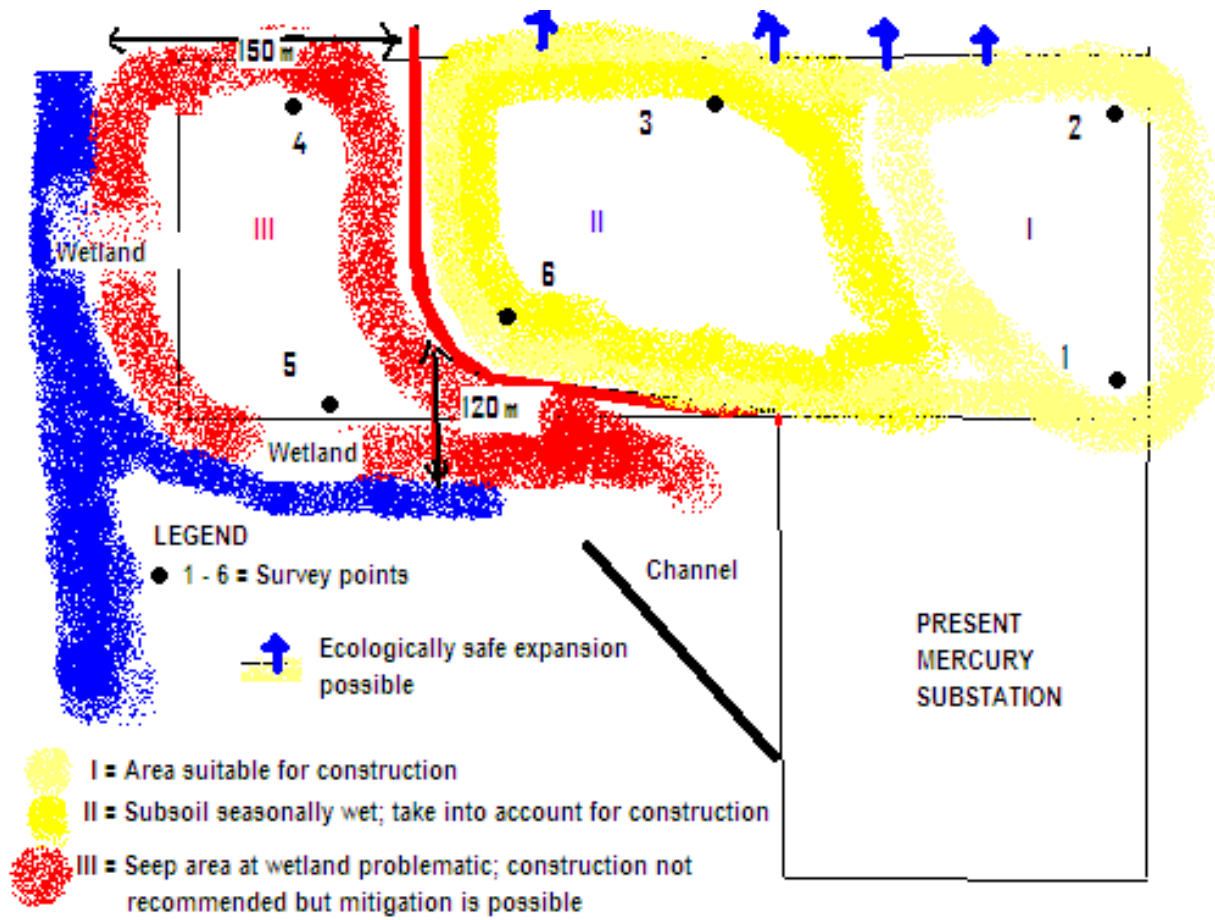 150 m
4
3
2
III
II
I
Wetland
6
5
1
120 m
Wetland
LEGEND
1 - 6 = Survey points
Channel
Ecologically safe expansion
possible
PRESENT
MERCURY
SUBSTATION
I = Area suitable for construction
II = Subsoil seasonally wet; take into account for construction
III = Seep area at wetland problematic; construction not
recommended but mitigation is possible